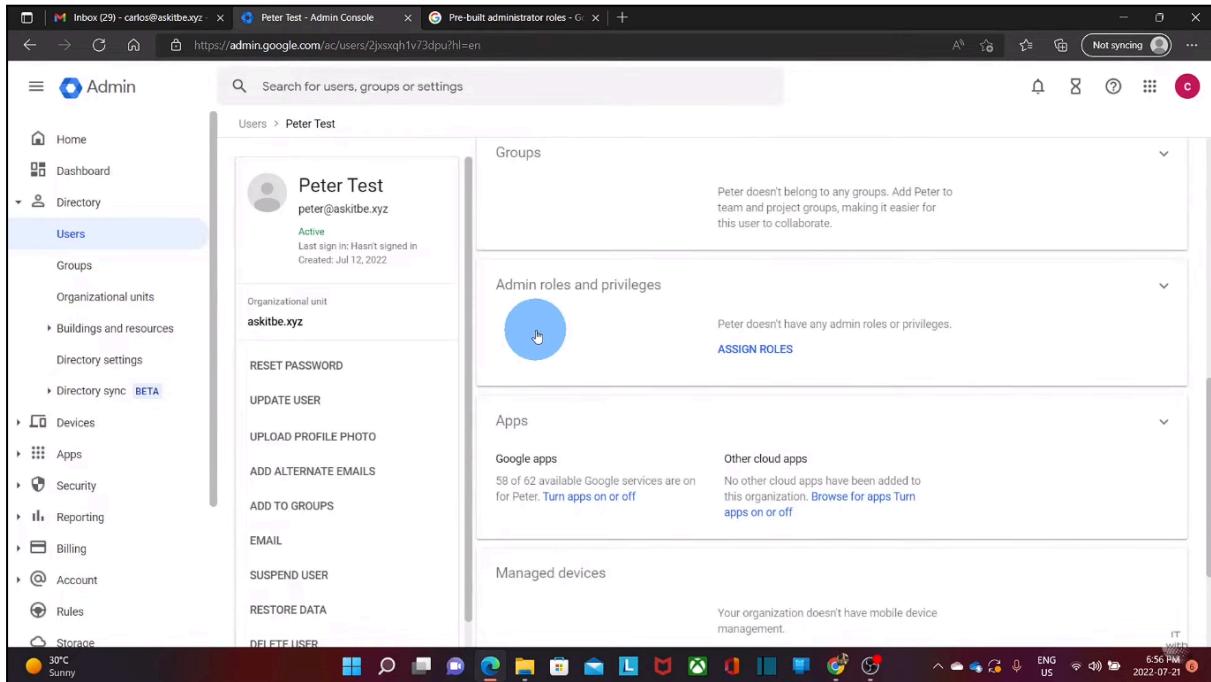 Inbox (29) - carlos@askitbe.xyz -
Peter Test - Admin Console
Pre-built administrator roles - Go
https://admin.google.com/ac/users/2jxsxqh1v73dpu?hl=en
Not syncing
Admin
Search for users, groups or settings
C
Home
Dashboard
Directory
Users
Groups
Organizational units
Buildings and resources
Directory settings
Directory sync BETA
Devices
Apps
Security
Reporting
Billing
Account
Rules
Storage
Users > Peter Test
Peter Test
peter@askitbe.xyz
Active
Last sign in: Hasn't signed in
Created: Jul 12, 2022
Organizational unit
askitbe.xyz
RESET PASSWORD
UPDATE USER
UPLOAD PROFILE PHOTO
ADD ALTERNATE EMAILS
ADD TO GROUPS
EMAIL
SUSPEND USER
RESTORE DATA
DELETE USER
Groups
Peter doesn't belong to any groups. Add Peter to
team and project groups, making it easier for
this user to collaborate.
Admin roles and privileges
Peter doesn't have any admin roles or privileges.
ASSIGN ROLES
Apps
Google apps
58 of 62 available Google services are on
for Peter. Turn apps on or off
Other cloud apps
No other cloud apps have been added to
this organization. Browse for apps Turn
apps on or off
Managed devices
Your organization doesn't have mobile device
management.
IT
with
30°C
Sunny
L
ENG
US
6:56 PM
2022-07-21
6